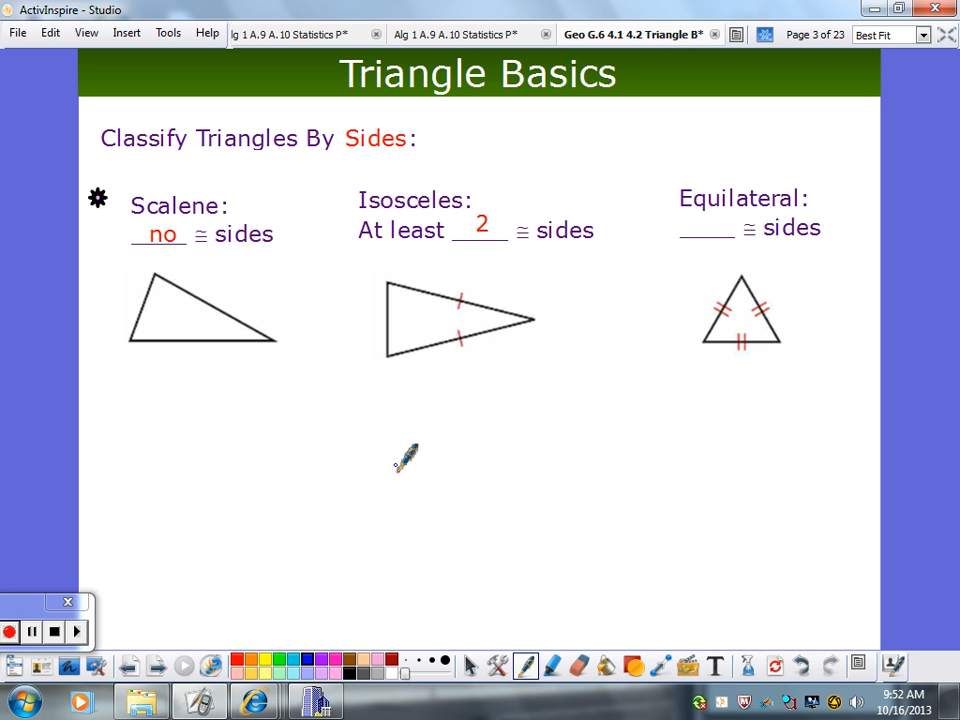 ActivInspire - Studio
File Edit View Insert Tools Help lg 1 A.9 A.10 Statistics P* Alg 1 A.9 A.10 Statistics P* Geo G.6 4.1 4.2 Triangle B* Page 3 of 23 Best Fit
Triangle Basics
Classify Triangles By Sides:
Scalene:
no ≅ sides
Isosceles:
At least 2 ≅ sides
Equilateral:
____ ≅ sides
9:52 AM
10/16/2013